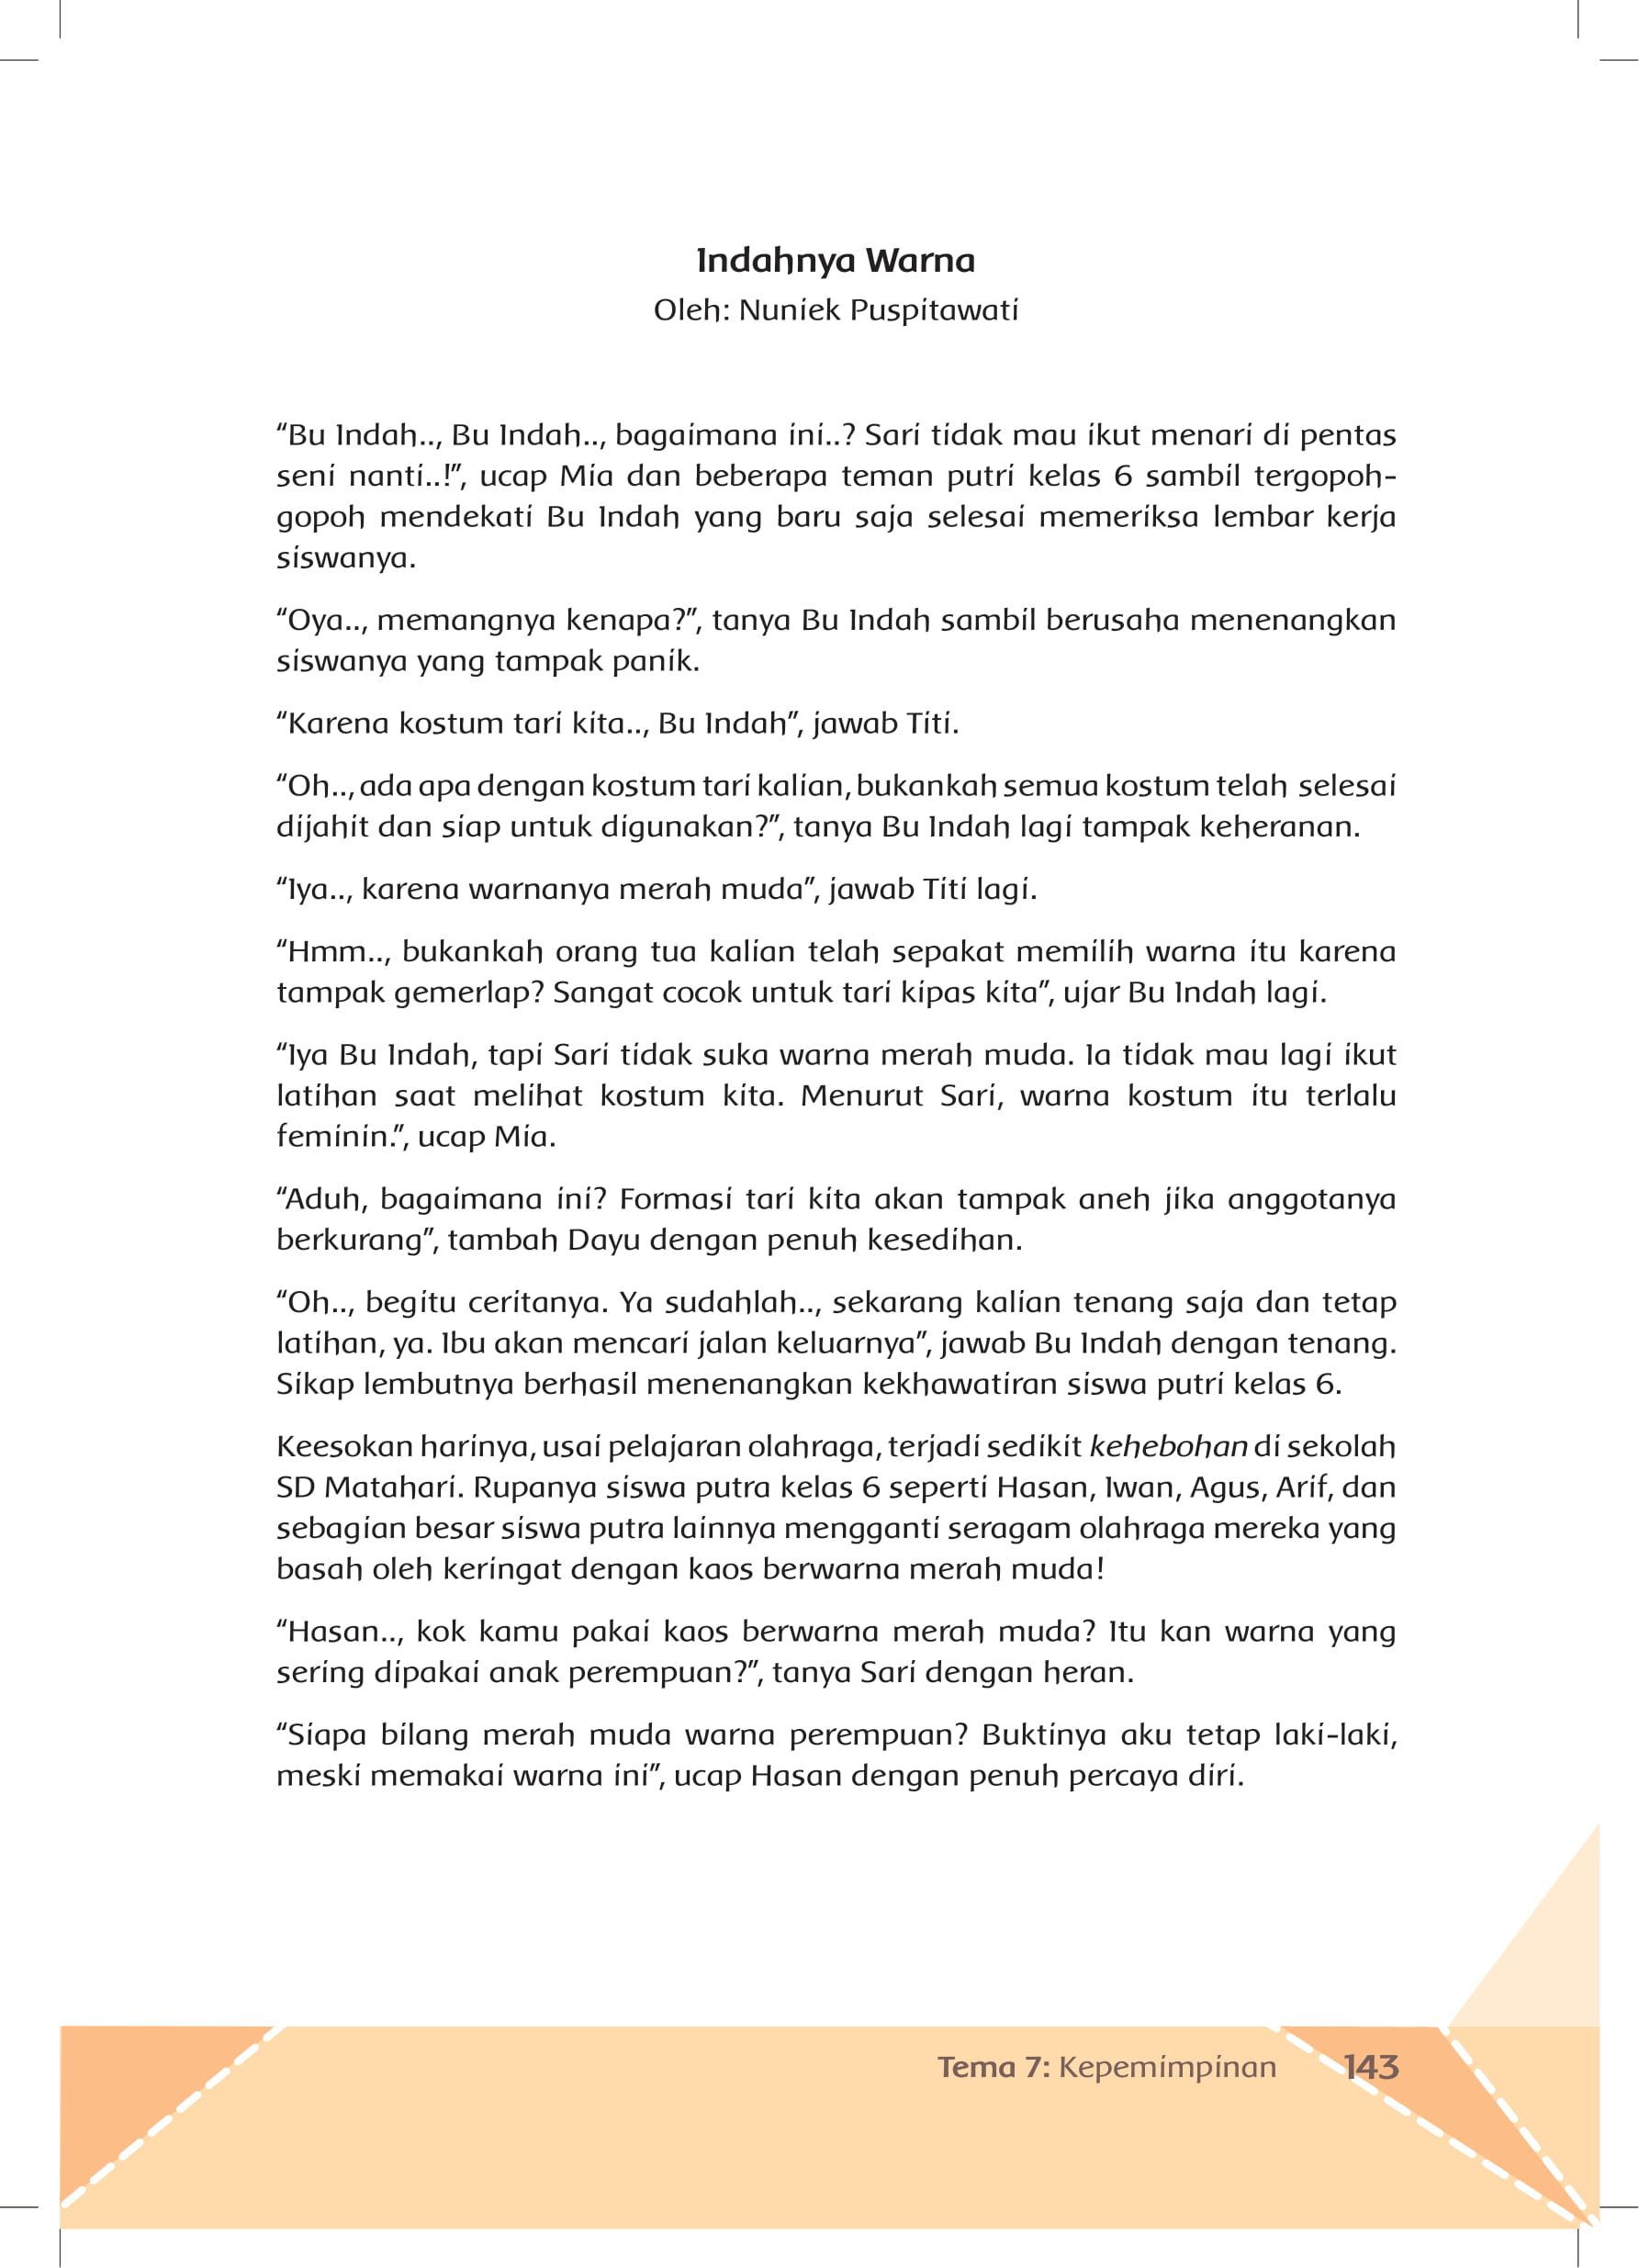 Indahnya Warna
Oleh: Nuniek Puspitawati
“Bu Indah.., Bu Indah.., bagaimana ini..? Sari tidak mau ikut menari di pentas
seni nanti..!”, ucap Mia dan beberapa teman putri kelas 6 sambil tergopoh-
gopoh mendekati Bu Indah yang baru saja selesai memeriksa lembar kerja
siswanya.
“Oya.., memangnya kenapa?”, tanya Bu Indah sambil berusaha menenangkan
siswanya yang tampak panik.
“Karena kostum tari kita.., Bu Indah”, jawab Titi.
“Oh.., ada apa dengan kostum tari kalian, bukankah semua kostum telah selesai
dijahit dan siap untuk digunakan?”, tanya Bu Indah lagi tampak keheranan.
“Iya.., karena warnanya merah muda”, jawab Titi lagi.
“Hmm.., bukankah orang tua kalian telah sepakat memilih warna itu karena
tampak gemerlap? Sangat cocok untuk tari kipas kita”, ujar Bu Indah lagi.
“Iya Bu Indah, tapi Sari tidak suka warna merah muda. Ia tidak mau lagi ikut
latihan saat melihat kostum kita. Menurut Sari, warna kostum itu terlalu
feminin.”, ucap Mia.
“Aduh, bagaimana ini? Formasi tari kita akan tampak aneh jika anggotanya
berkurang”, tambah Dayu dengan penuh kesedihan.
“Oh.., begitu ceritanya. Ya sudahlah.., sekarang kalian tenang saja dan tetap
latihan, ya. Ibu akan mencari jalan keluarnya”, jawab Bu Indah dengan tenang.
Sikap lembutnya berhasil menenangkan kekhawatiran siswa putri kelas 6.
Keesokan harinya, usai pelajaran olahraga, terjadi sedikit kehebohan di sekolah
SD Matahari. Rupanya siswa putra kelas 6 seperti Hasan, Iwan, Agus, Arif, dan
sebagian besar siswa putra lainnya mengganti seragam olahraga mereka yang
basah oleh keringat dengan kaos berwarna merah muda!
“Hasan.., kok kamu pakai kaos berwarna merah muda? Itu kan warna yang
sering dipakai anak perempuan?”, tanya Sari dengan heran.
“Siapa bilang merah muda warna perempuan? Buktinya aku tetap laki-laki,
meski memakai warna ini”, ucap Hasan dengan penuh percaya diri.
Tema 7: Kepemimpinan 143